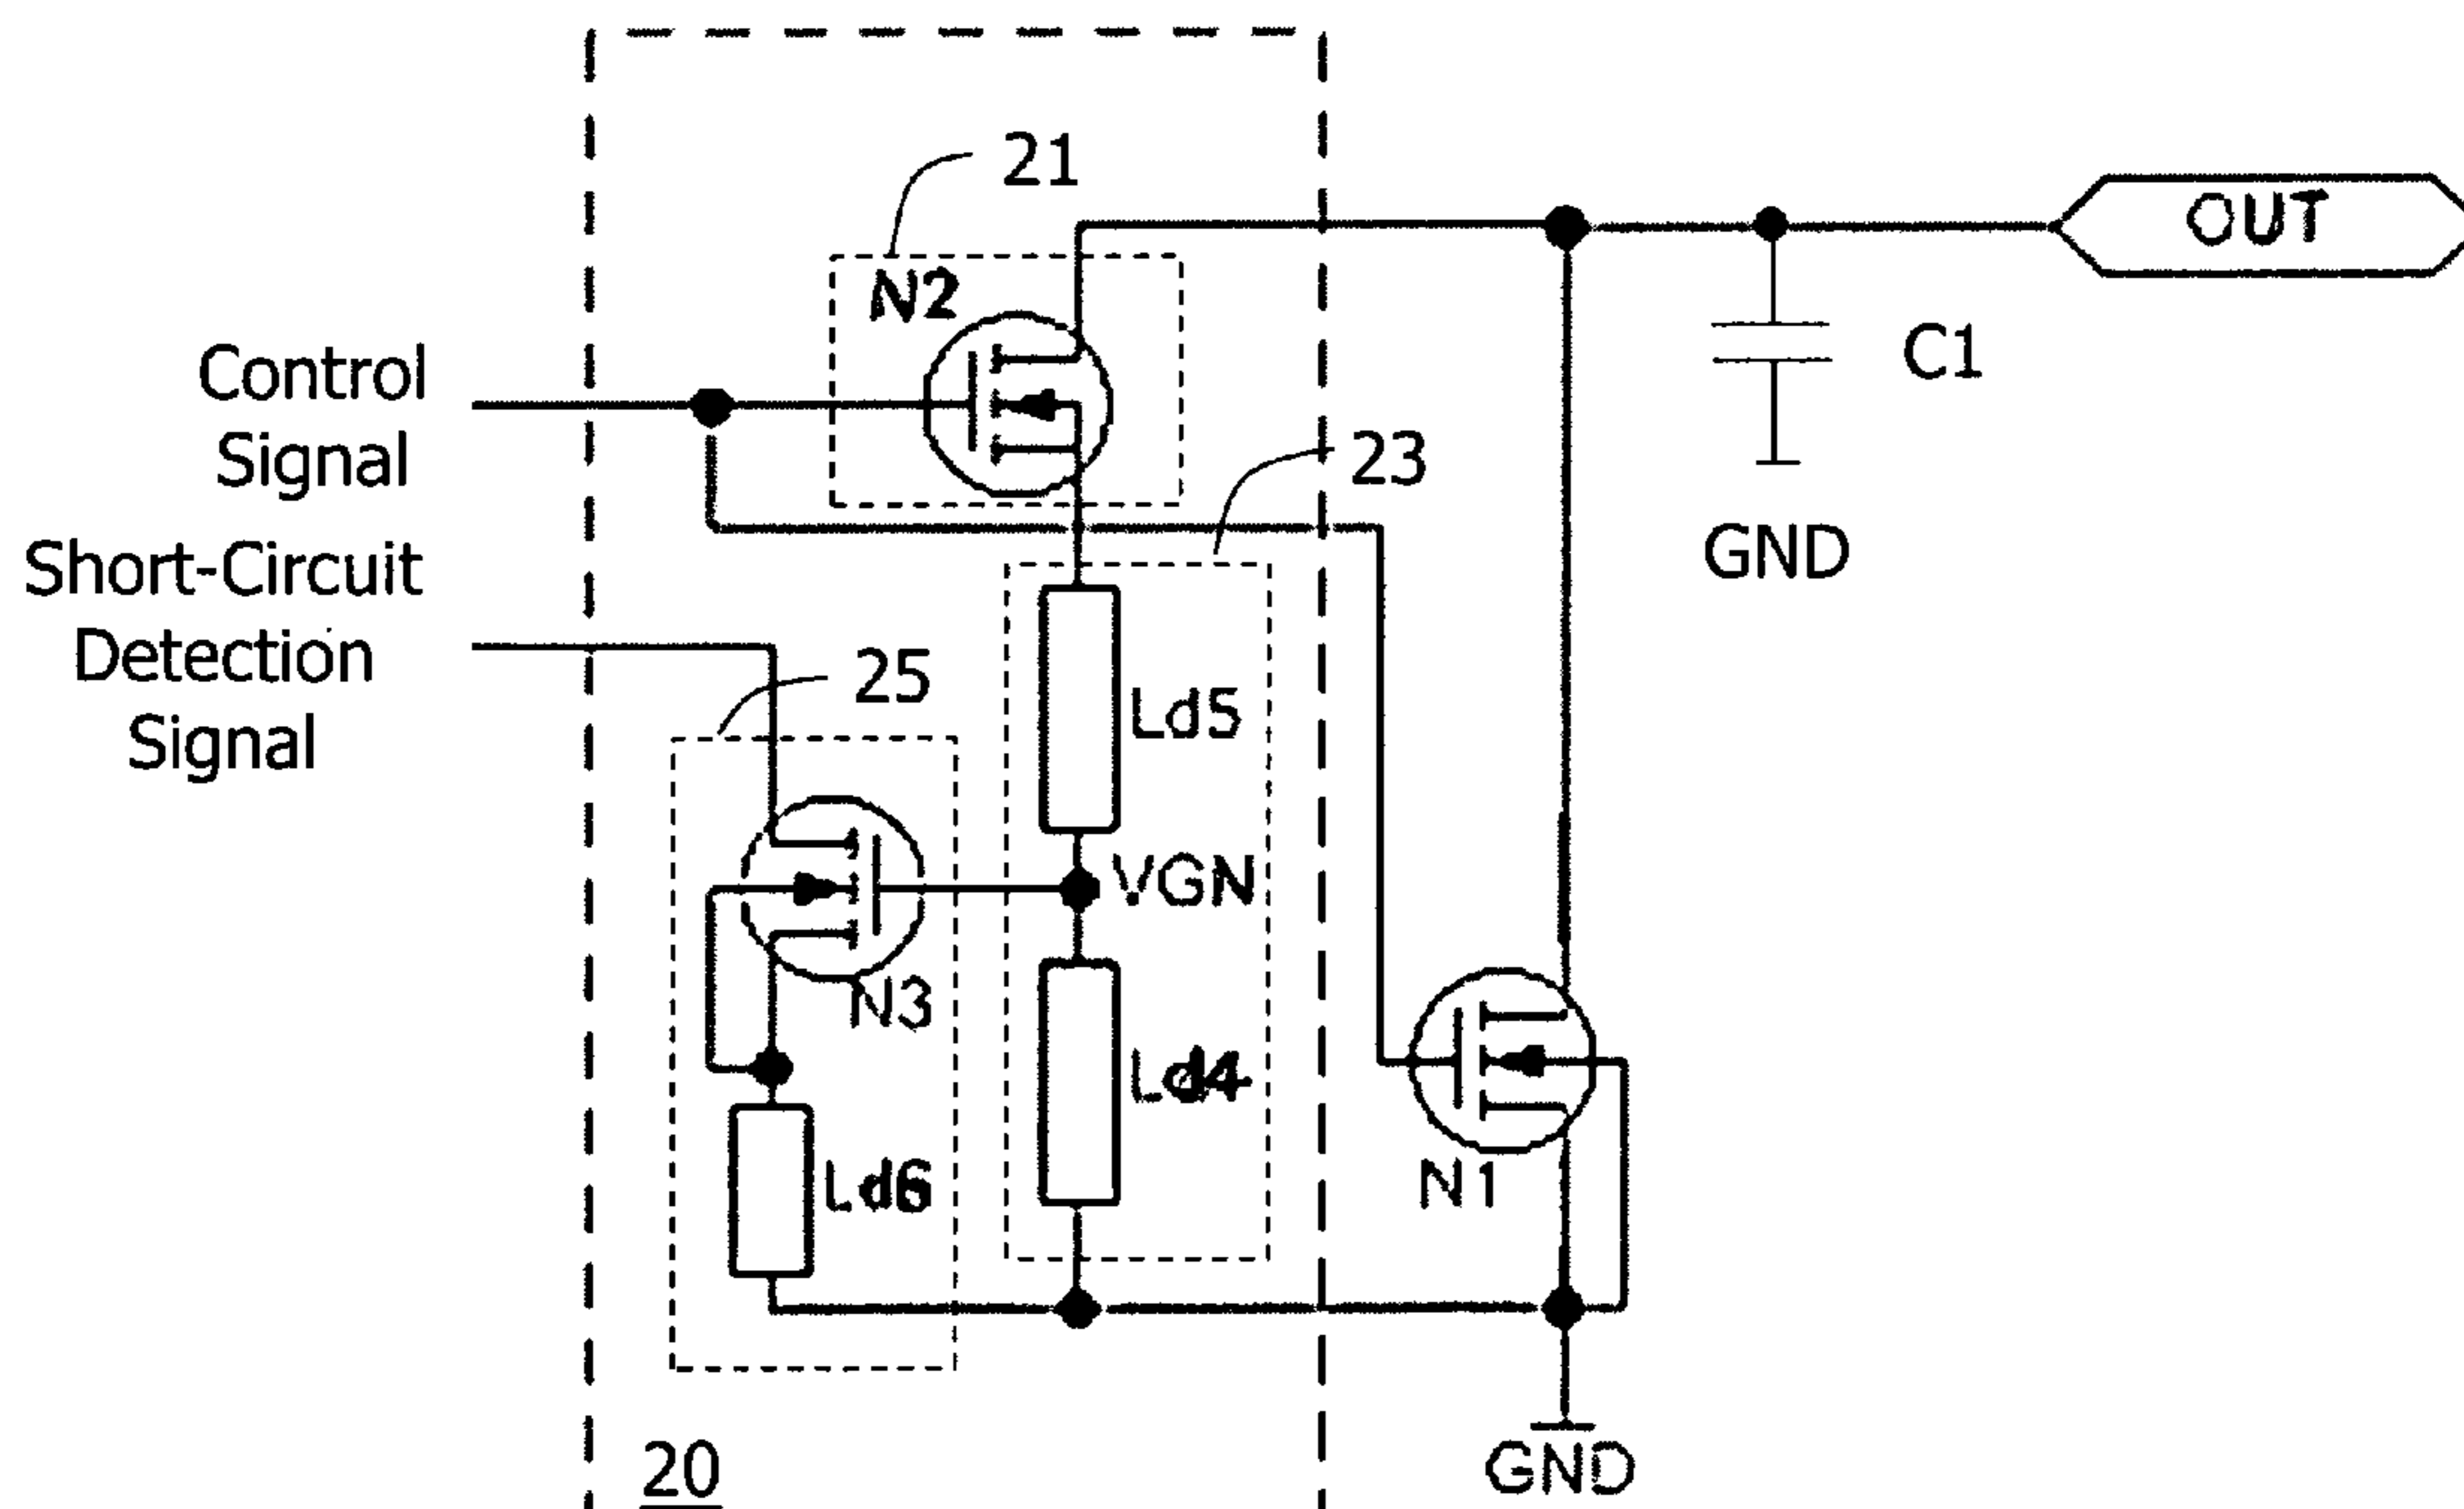 21
OUT
N2
C1
Control
Signal
23
GND
Short-Circuit
Detection
Signal
25
Ld5
VGN
N3
Ld4
Ld6
N1
20
GND